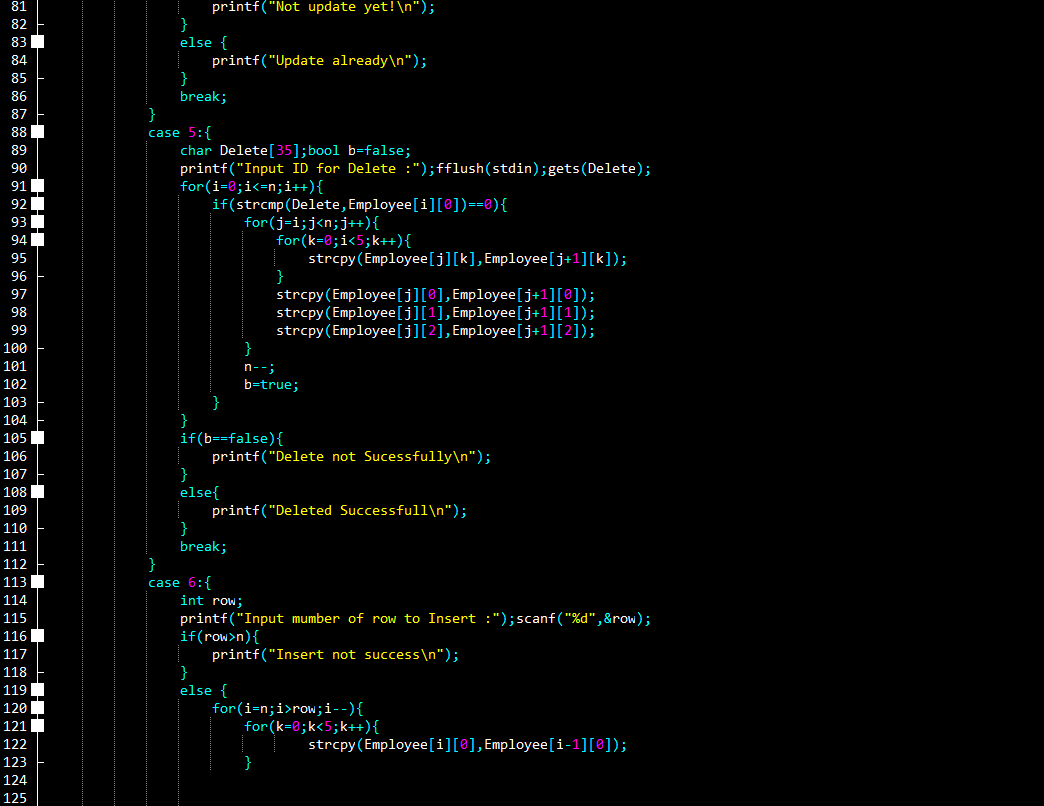 81 printf("Not update yet!\n");
82 }
83 else {
84 printf("Update already\n");
85 }
86 break;
87 }
88 case 5:{
89 char Delete[35];bool b=false;
90 printf("Input ID for Delete :");fflush(stdin);gets(Delete);
91 for(i=0;i<=n;i++){
92 if(strcmp(Delete,Employee[i][0])==0){
93 for(j=i;j<n;j++){
94 for(k=0;i<5;k++){
95 strcpy(Employee[j][k],Employee[j+1][k]);
96 }
97 strcpy(Employee[j][0],Employee[j+1][0]);
98 strcpy(Employee[j][1],Employee[j+1][1]);
99 strcpy(Employee[j][2],Employee[j+1][2]);
100 }
101 n--;
102 b=true;
103 }
104 }
105 if(b==false){
106 printf("Delete not Sucessfully\n");
107 }
108 else{
109 printf("Deleted Successfull\n");
110 }
111 break;
112 }
113 case 6:{
114 int row;
115 printf("Input mumber of row to Insert :");scanf("%d",&row);
116 if(row>n){
117 printf("Insert not success\n");
118 }
119 else {
120 for(i=n;i>row;i--){
121 for(k=0;k<5;k++){
122 strcpy(Employee[i][0],Employee[i-1][0]);
123 }
124
125